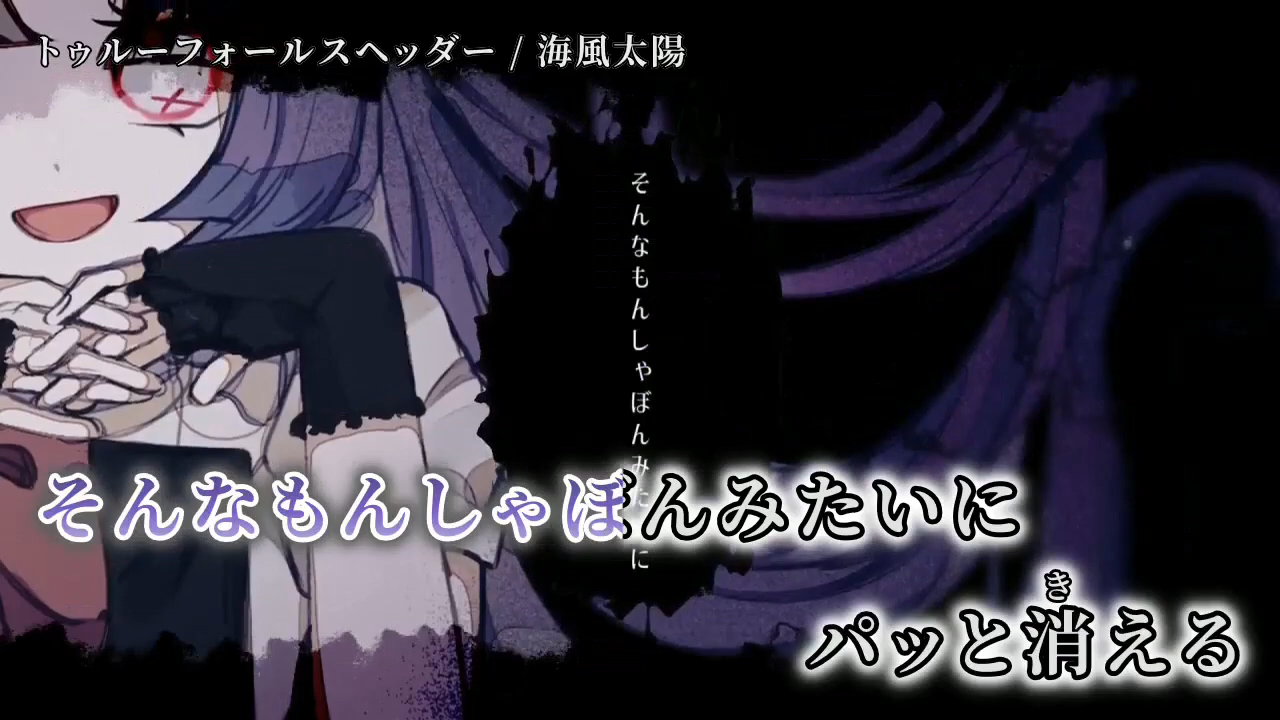 トゥルーフォールスヘッダー / 海風太陽
そんなもんしゃぼんみたいに
そんなもんしゃぼんみたいに
き
パッと消える